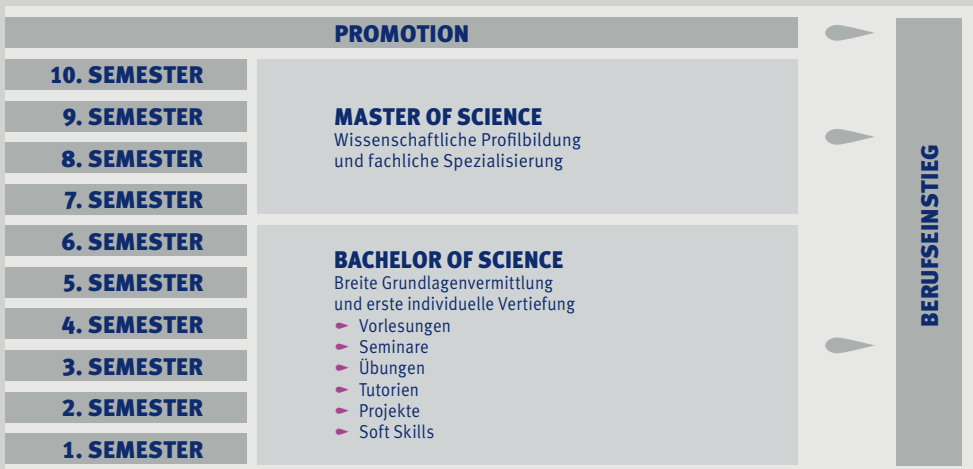 PROMOTION
10. SEMESTER
9. SEMESTER
8. SEMESTER
7. SEMESTER
MASTER OF SCIENCE
Wissenschaftliche Profilbildung
und fachliche Spezialisierung
6. SEMESTER
5. SEMESTER
4. SEMESTER
3. SEMESTER
2. SEMESTER
1. SEMESTER
BACHELOR OF SCIENCE
Breite Grundlagenvermittlung
und erste individuelle Vertiefung
Vorlesungen
Seminare
Übungen
Tutorien
Projekte
Soft Skills
BERUFSEINSTIEG